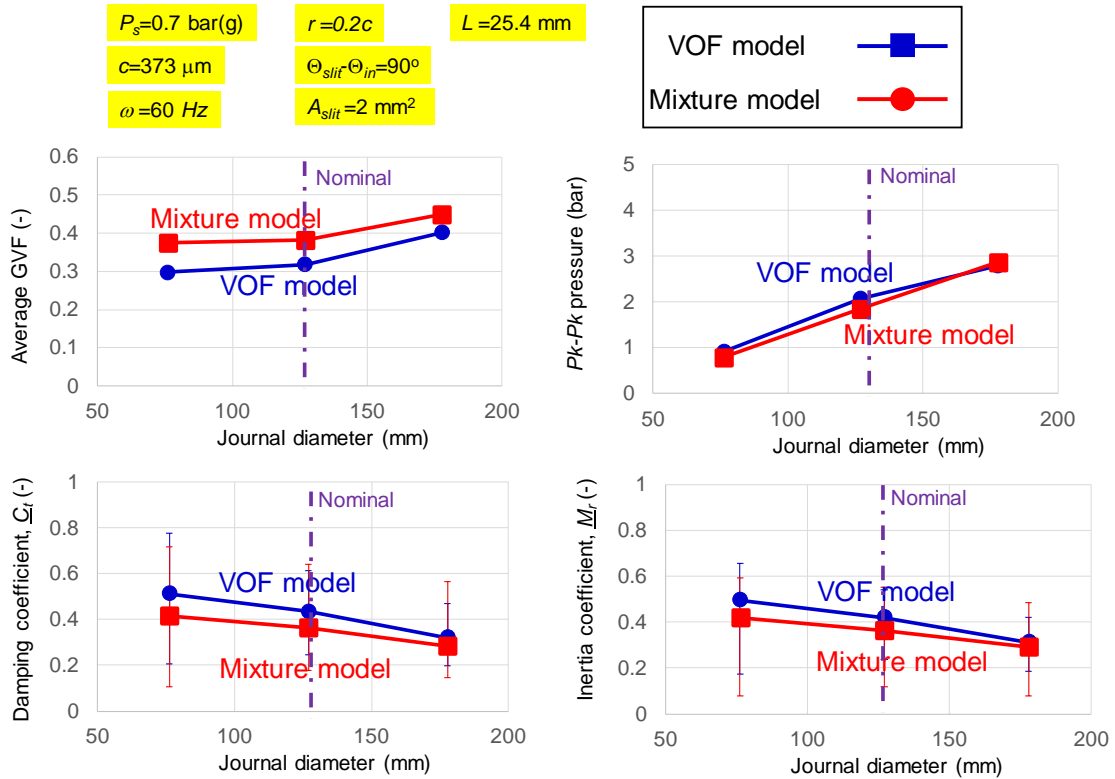 Pₛ=0.7 bar(g)
r=0.2c
L=25.4 mm
c=373 μm
Θslit-Θin=90º
ω=60 Hz
Aslit=2 mm²
VOF model
Mixture model
0.6
0.5
0.4
0.3
0.2
0.1
0
50
100
150
200
Average GVF (-)
Journal diameter (mm)
Nominal
Mixture model
VOF model
5
4
3
2
1
0
50
100
150
200
Pk-Pk pressure (bar)
Journal diameter (mm)
Nominal
VOF model
Mixture model
1
0.8
0.6
0.4
0.2
0
50
100
150
200
Damping coefficient, Ct (-)
Journal diameter (mm)
Nominal
VOF model
Mixture model
1
0.8
0.6
0.4
0.2
0
50
100
150
200
Inertia coefficient, Mr (-)
Journal diameter (mm)
Nominal
VOF model
Mixture model